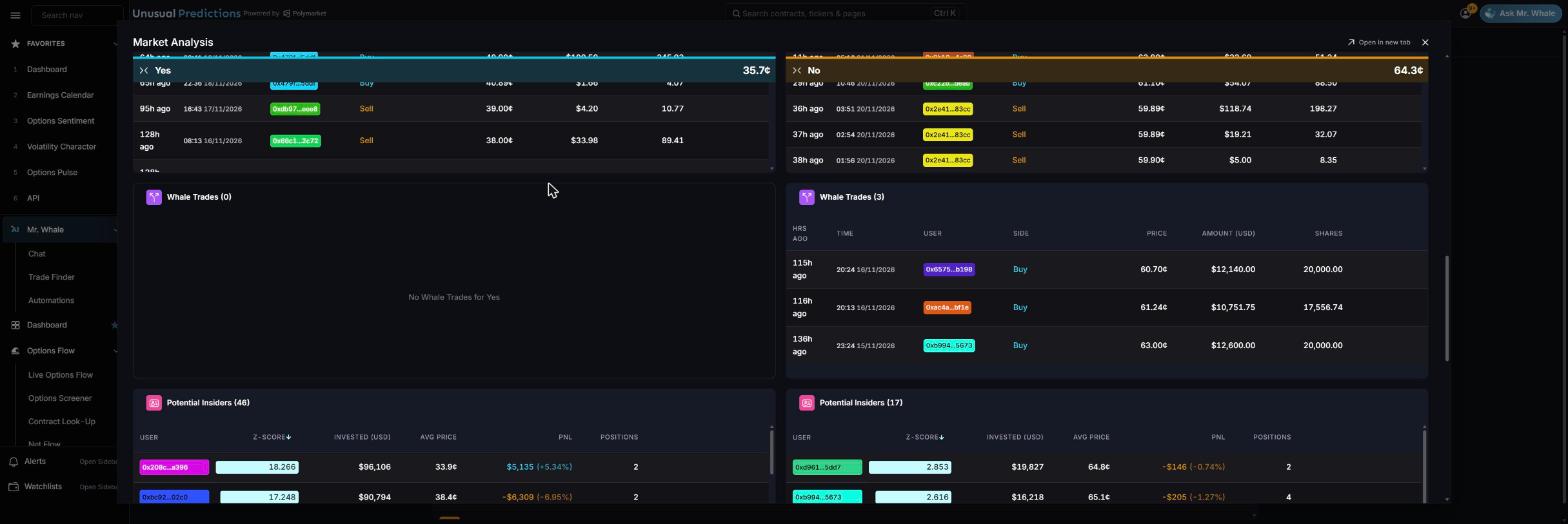 Search nav
Unusual Predictions Powered by Polymarket
Search contracts, tickers & pages Ctrl K
Ask Mr. Whale
FAVORITES
1 Dashboard
2 Earnings Calendar
3 Options Sentiment
4 Volatility Character
5 Options Pulse
6 API
Mr. Whale
Chat
Trade Finder
Automations
Dashboard
Options Flow
Live Options Flow
Options Screener
Contract Look-Up
Net Flow
Alerts Open Sideb
Watchlists Open Sideb
Market Analysis
Open in new tab
Yes 35.7¢
95h ago 16:43 17/11/2026 0xdb97...eee8 Sell 39.00¢ $4.20 10.77
128h ago 08:13 16/11/2026 0x66c1...2c72 Sell 38.00¢ $33.98 89.41
No 64.3¢
36h ago 03:51 20/11/2026 0x2e41...83cc Sell 59.89¢ $118.74 198.27
37h ago 02:54 20/11/2026 0x2e41...83cc Sell 59.89¢ $19.21 32.07
38h ago 01:56 20/11/2026 0x2e41...83cc Sell 59.90¢ $5.00 8.35
Whale Trades (0)
No Whale Trades for Yes
Whale Trades (3)
HRS AGO TIME USER SIDE PRICE AMOUNT (USD) SHARES
115h ago 20:24 16/11/2026 0x6575...b198 Buy 60.70¢ $12,140.00 20,000.00
116h ago 20:13 16/11/2026 0xac4a...bf1e Buy 61.24¢ $10,751.75 17,556.74
136h ago 23:24 15/11/2026 0xb994...5673 Buy 63.00¢ $12,600.00 20,000.00
Potential Insiders (46)
USER Z-SCORE INVESTED (USD) AVG PRICE PNL POSITIONS
0x208c...a396 18.266 $96,106 33.9¢ $5,135 (+5.34%) 2
0xbc92...02c0 17.248 $90,794 38.4¢ -$6,309 (-6.95%) 2
Potential Insiders (17)
USER Z-SCORE INVESTED (USD) AVG PRICE PNL POSITIONS
0xd961...5dd7 2.853 $19,827 64.8¢ -$146 (-0.74%) 2
0xb994...5673 2.616 $16,218 65.1¢ -$205 (-1.27%) 4